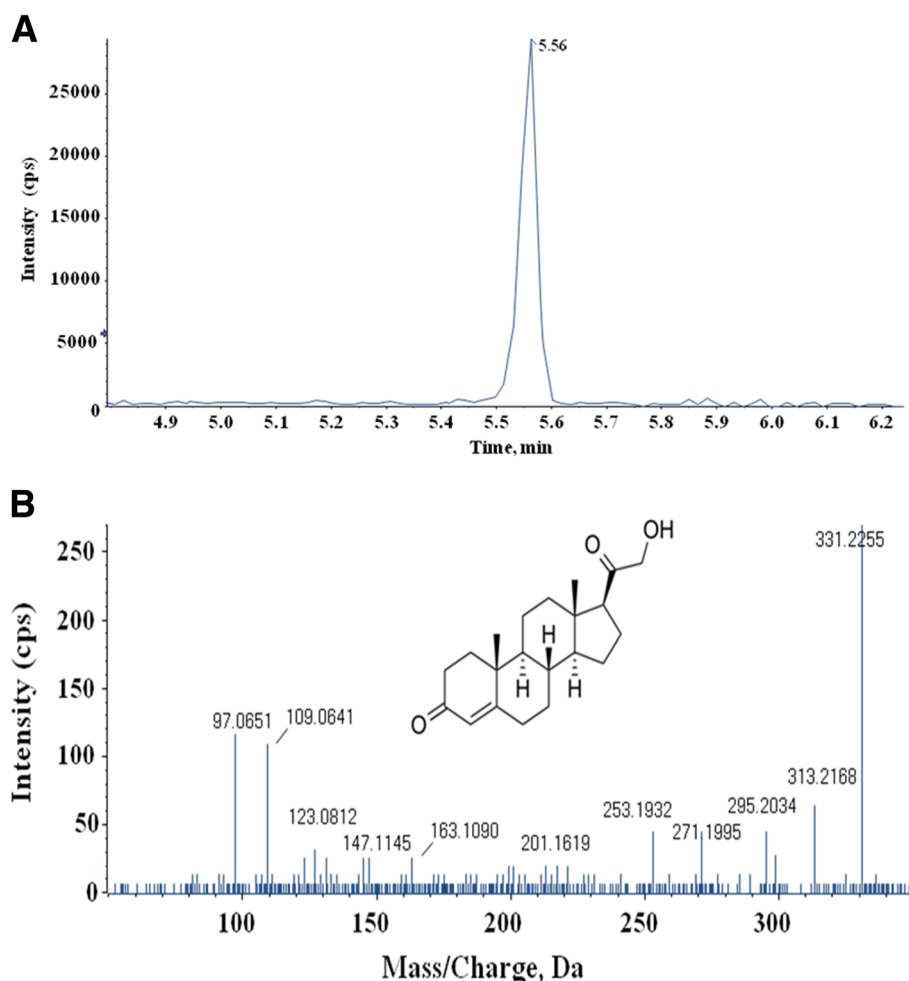 A
Intensity (cps)
25000
20000
15000
10000
5000
0
5.56
4.9 5.0 5.1 5.2 5.3 5.4 5.5 5.6 5.7 5.8 5.9 6.0 6.1 6.2
Time, min
B
Intensity (cps)
250
200
150
100
50
0
O
OH
H
H
H
O
331.2255
97.0651
109.0641
123.0812
147.1145
163.1090
201.1619
253.1932
271.1995
295.2034
313.2168
100 150 200 250 300
Mass/Charge, Da